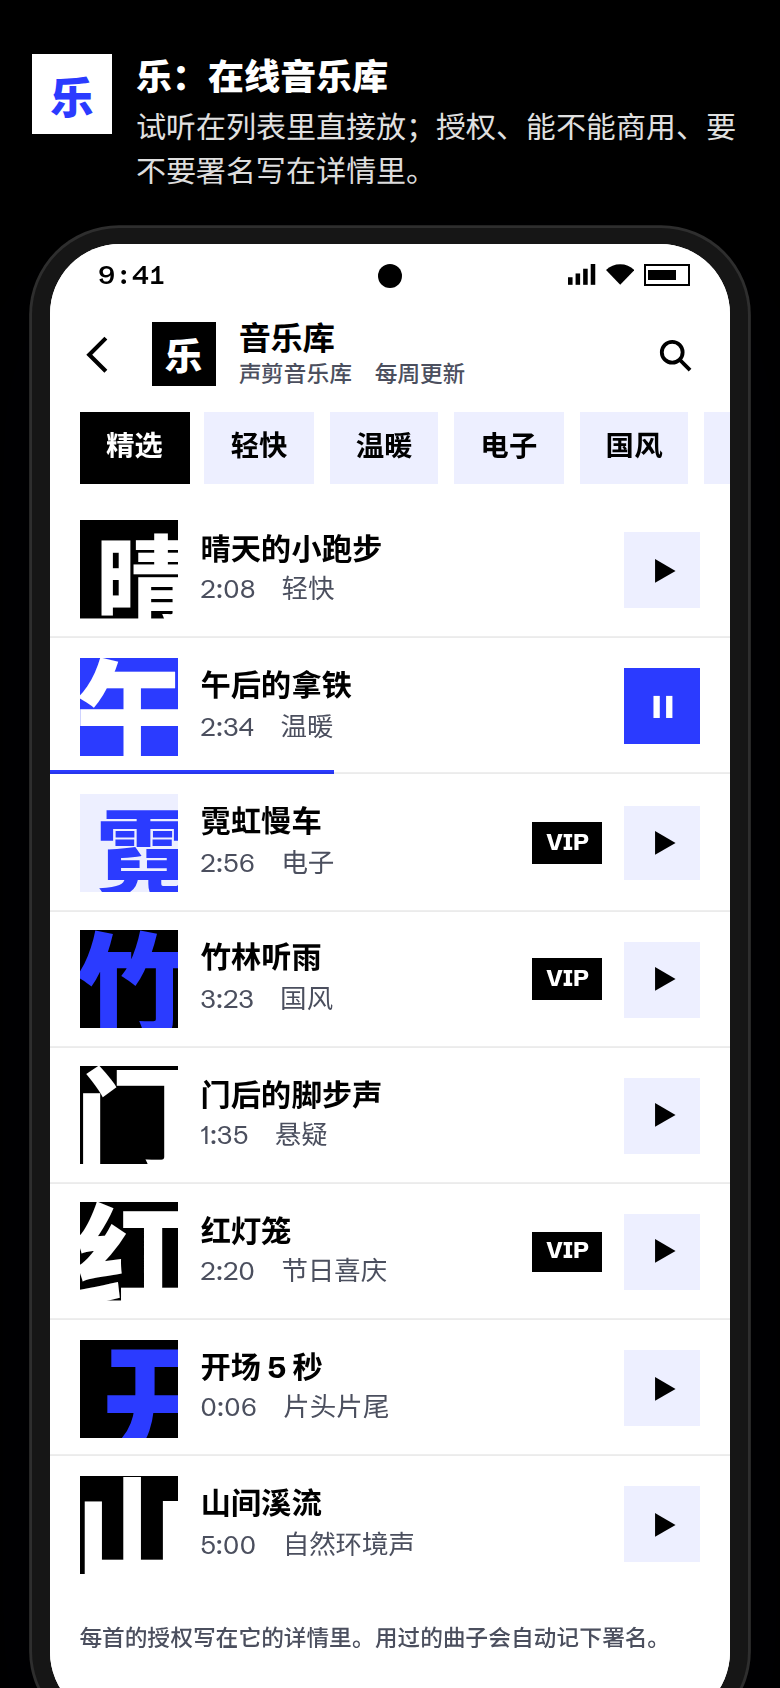 乐
乐：在线音乐库
试听在列表里直接放；授权、能不能商用、要
不要署名写在详情里。
9:41
乐
音乐库
声剪音乐库 每周更新
精选 轻快 温暖 电子 国风
晴
晴天的小跑步
2:08 轻快
午
午后的拿铁
2:34 温暖
霓
霓虹慢车
2:56 电子
VIP
竹
竹林听雨
3:23 国风
VIP
门
门后的脚步声
1:35 悬疑
红
红灯笼
2:20 节日喜庆
VIP
开
开场 5 秒
0:06 片头片尾
山
山间溪流
5:00 自然环境声
每首的授权写在它的详情里。用过的曲子会自动记下署名。